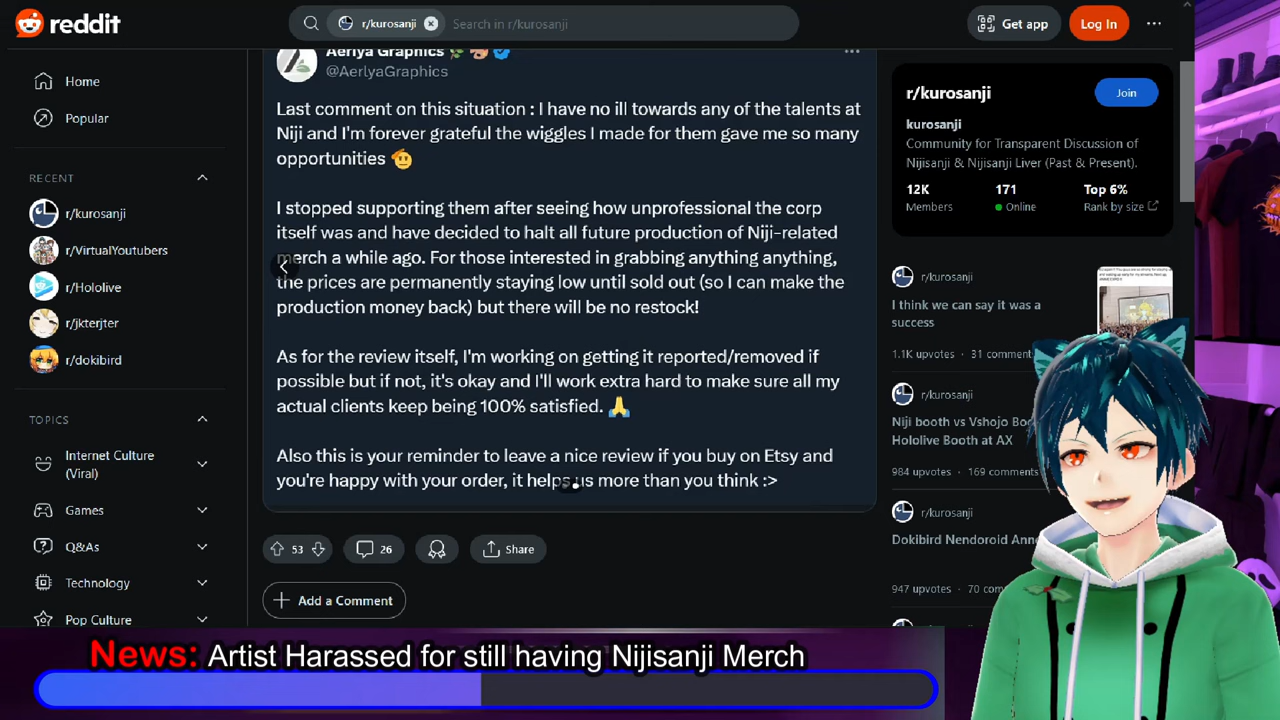 reddit
r/kurosanji
Search in r/kurosanji
Get app
Log In
Home
Popular
RECENT
r/kurosanji
r/VirtualYoutubers
r/Hololive
r/jkterjter
r/dokibird
TOPICS
Internet Culture
(Viral)
Games
Q&As
Technology
Pop Culture
Aerlya Graphics
@AerlyaGraphics
Last comment on this situation : I have no ill towards any of the talents at
Niji and I'm forever grateful the wiggles I made for them gave me so many
opportunities
I stopped supporting them after seeing how unprofessional the corp
itself was and have decided to halt all future production of Niji-related
merch a while ago. For those interested in grabbing anything anything,
the prices are permanently staying low until sold out (so I can make the
production money back) but there will be no restock!
As for the review itself, I'm working on getting it reported/removed if
possible but if not, it's okay and I'll work extra hard to make sure all my
actual clients keep being 100% satisfied.
Also this is your reminder to leave a nice review if you buy on Etsy and
you're happy with your order, it helps us more than you think :>
53
26
Share
Add a Comment
r/kurosanji
Join
kurosanji
Community for Transparent Discussion of
Nijisanji & Nijisanji Liver (Past & Present).
12K
171
Top 6%
Members
Online
Rank by size
r/kurosanji
I think we can say it was a
success
1.1K upvotes
31 comment
r/kurosanji
Niji booth vs Vshojo Boo
Hololive Booth at AX
984 upvotes
169 comment
r/kurosanji
Dokibird Nendoroid Anno
947 upvotes
70 com
News: Artist Harassed for still having Nijisanji Merch